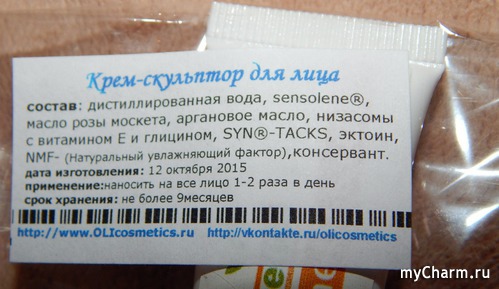 Крем-скульптор для лица
состав: дистиллированная вода, sensolene®,
масло розы москета, аргановое масло, низасомы
с витамином Е и глицином, SYN®-TACKS, эктоин,
NMF- (Натуральный увлажняющий фактор),консервант.
дата изготовления: 12 октября 2015
применение:наносить на все лицо 1-2 раза в день
срок хранения: не более 9месяцев
http://www.OLIcosmetics.ru http://vkontakte.ru/olicosmetics
myCharm.ru